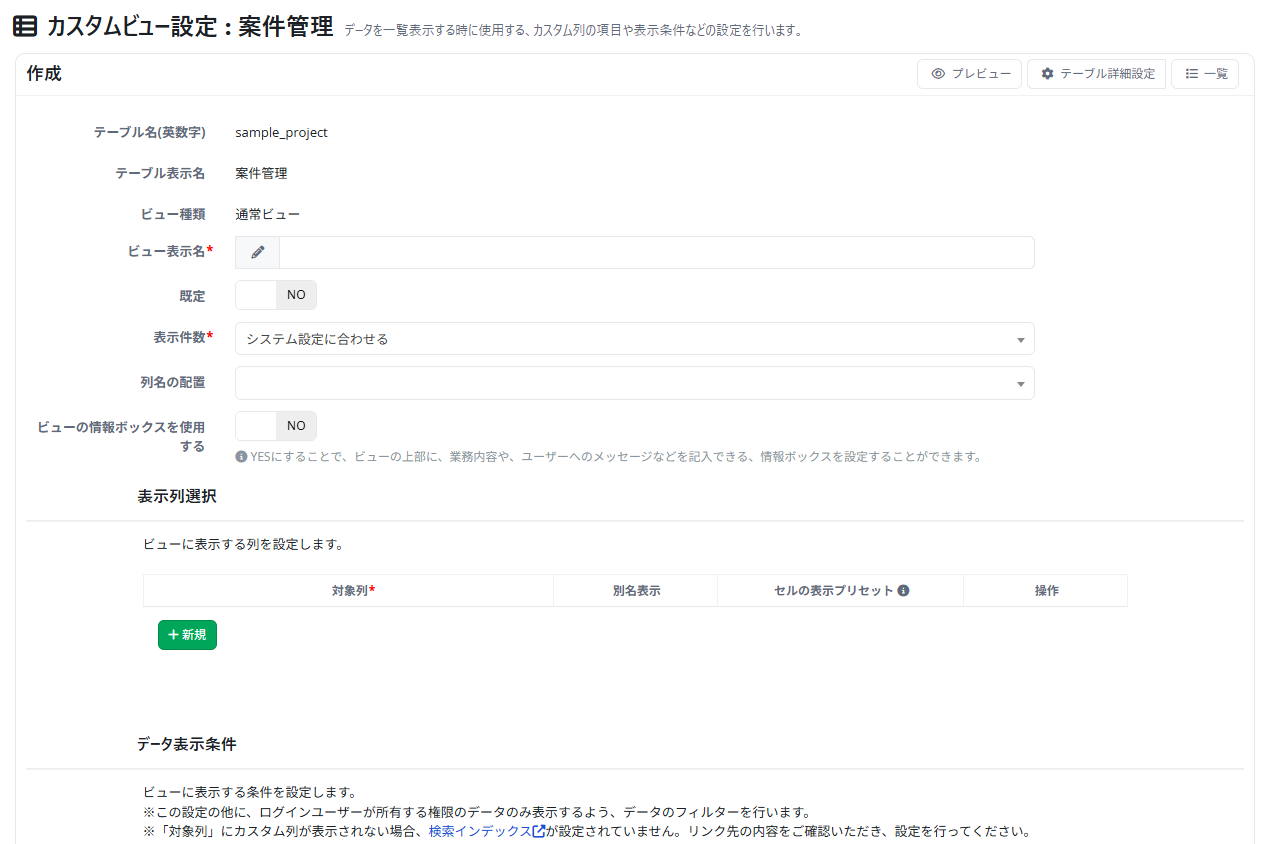 カスタムビュー設定 : 案件管理 データを一覧表示する時に使用する、カスタム列の項目や表示条件などの設定を行います。
作成 プレビュー テーブル詳細設定 一覧
テーブル名(英数字) sample_project
テーブル表示名 案件管理
ビュー種類 通常ビュー
ビュー表示名*
既定 NO
表示件数* システム設定に合わせる
列名の配置
ビューの情報ボックスを使用 NO
する
YESにすることで、ビューの上部に、業務内容や、ユーザーへのメッセージなどを記入できる、情報ボックスを設定することができます。
表示列選択
ビューに表示する列を設定します。
対象列* 別名表示 セルの表示プリセット 操作
+ 新規
データ表示条件
ビューに表示する条件を設定します。
※この設定の他に、ログインユーザーが所有する権限のデータのみ表示するよう、データのフィルターを行います。
※「対象列」にカスタム列が表示されない場合、検索インデックスが設定されていません。リンク先の内容をご確認いただき、設定を行ってください。